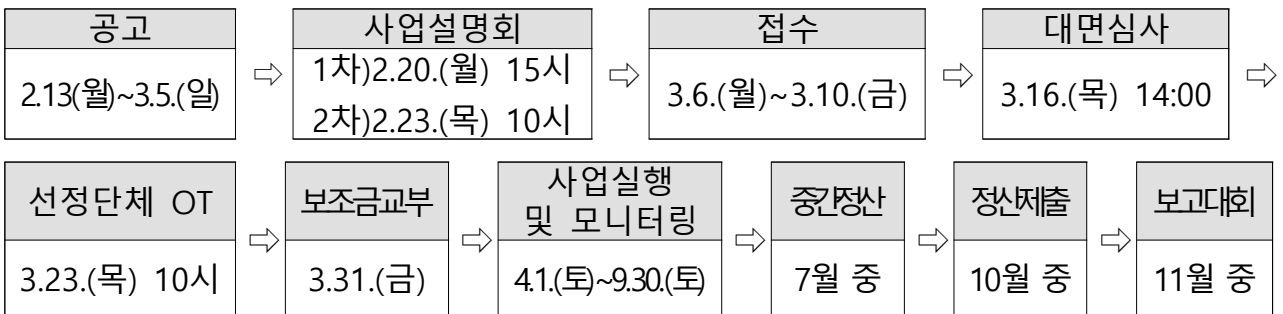 공고
2.13(월)~3.5.(일)
사업설명회
1차)2.20.(월) 15시
2차)2.23.(목) 10시
접수
3.6.(월)~3.10.(금)
대면심사
3.16.(목) 14:00
선정단체 OT
3.23.(목) 10시
보조금교부
3.31.(금)
사업실행
및 모니터링
4.1.(토)~9.30.(토)
중간정산
7월 중
정산제출
10월 중
보고대회
11월 중